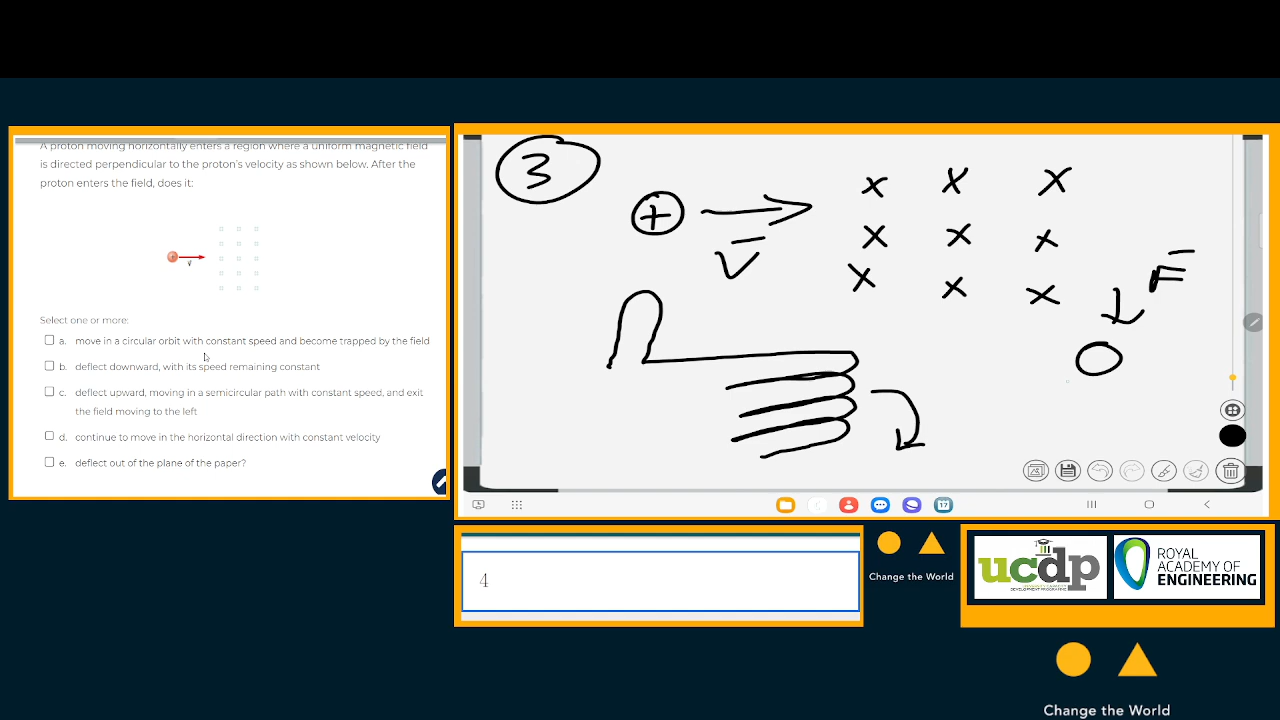 A proton moving horizontally enters a region where a uniform magnetic field
is directed perpendicular to the proton's velocity as shown below. After the
proton enters the field, does it:
v
Select one or more:
a. move in a circular orbit with constant speed and become trapped by the field
b. deflect downward, with its speed remaining constant
c. deflect upward, moving in a semicircular path with constant speed, and exit
the field moving to the left
d. continue to move in the horizontal direction with constant velocity
e. deflect out of the plane of the paper?
3
+
V
x x x
x x x
x x x
F
17
4
Change the World
ucdp
ROYAL
ACADEMY OF
ENGINEERING
Change the World